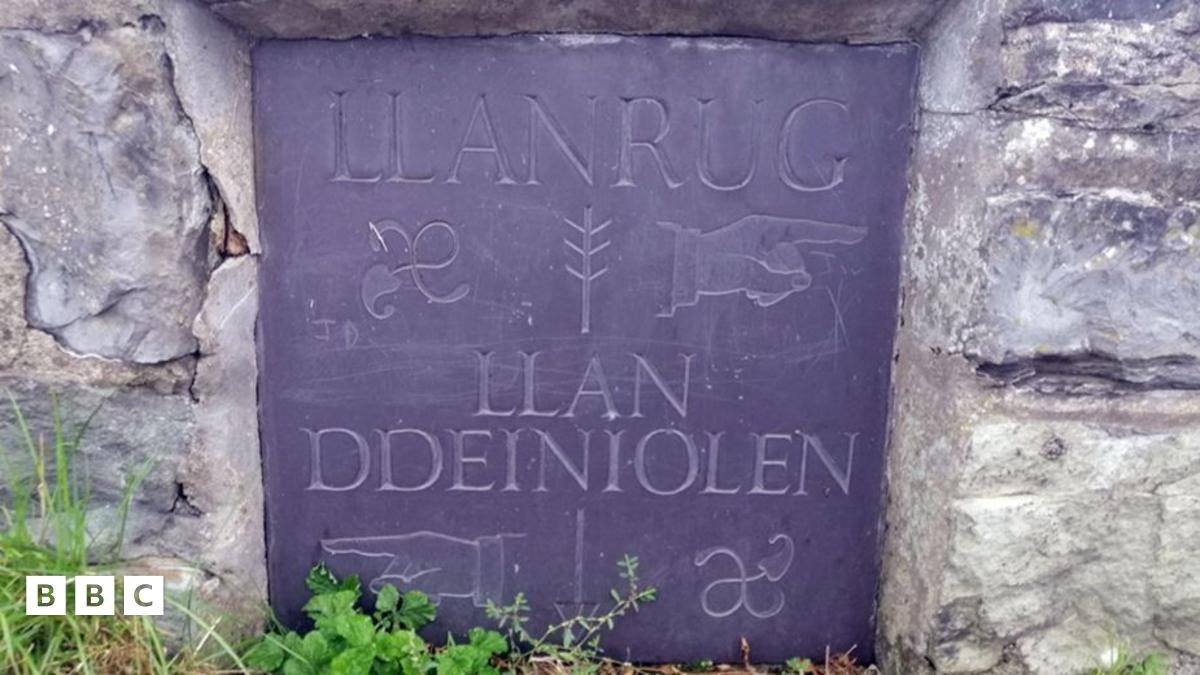 LLANRUG
J D
LLAN
DDEINIOLEN
BBC